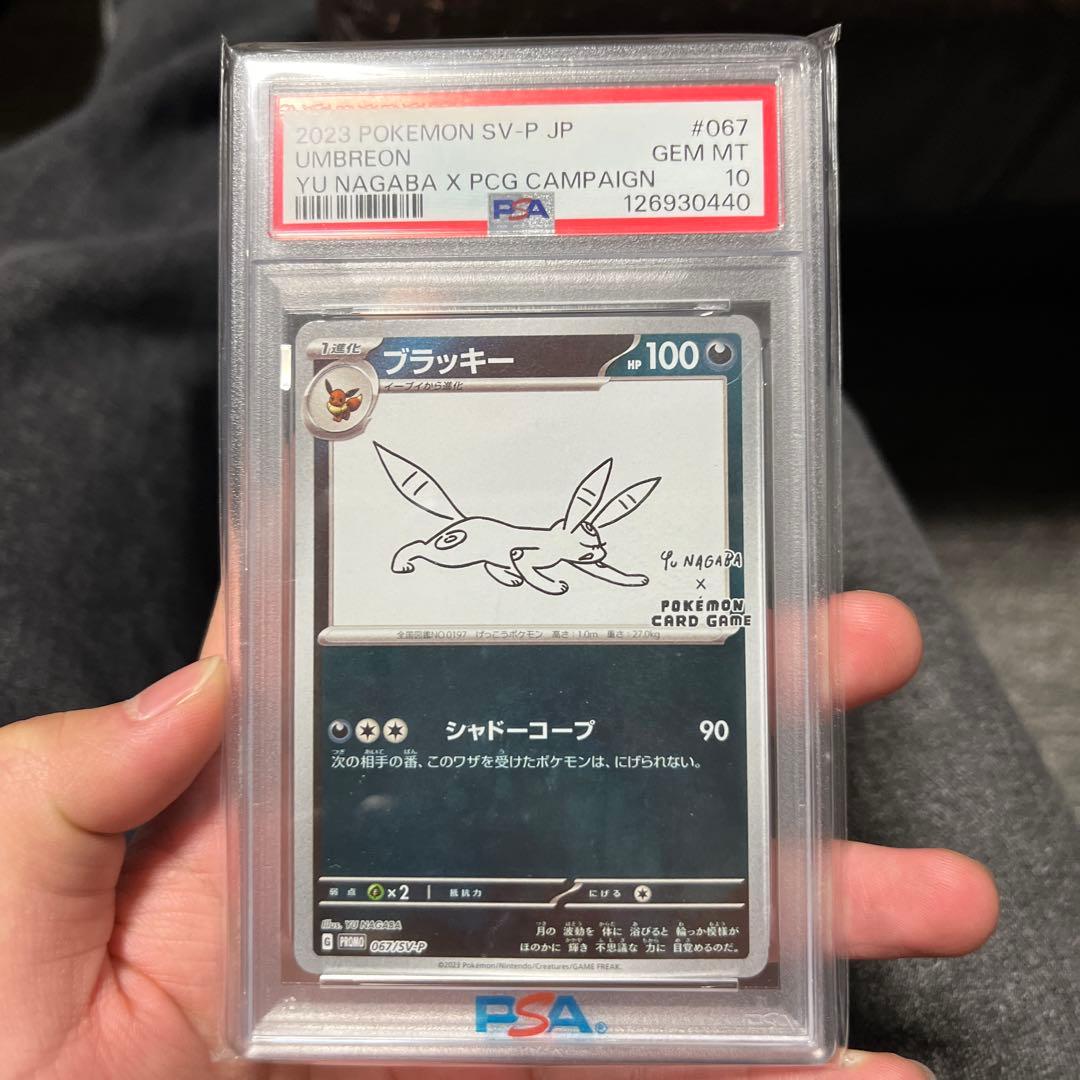 2023 POKEMON SV-P JP #067
UMBREON GEM MT
YU NAGABA X PCG CAMPAIGN 10
PSA 126930440
1進化 ブラッキー HP 100
イーブイから進化
Yu NAGABA
×
POKÉMON
CARD GAME
全国図鑑NO.0197 げっこうポケモン 高さ:1.0m 重さ:27.0kg
シャドーコープ 90
次の相手の番、このワザを受けたポケモンは、にげられない。
弱点 ×2 抵抗力 にげる
Illus. YU NAGABA
G PROMO 067/SV-P
月の波動を体に浴びると輪っか模様が
ほのかに輝き不思議な力に目覚めるのだ。
©2023 Pokémon/Nintendo/Creatures/GAME FREAK.
PSA®